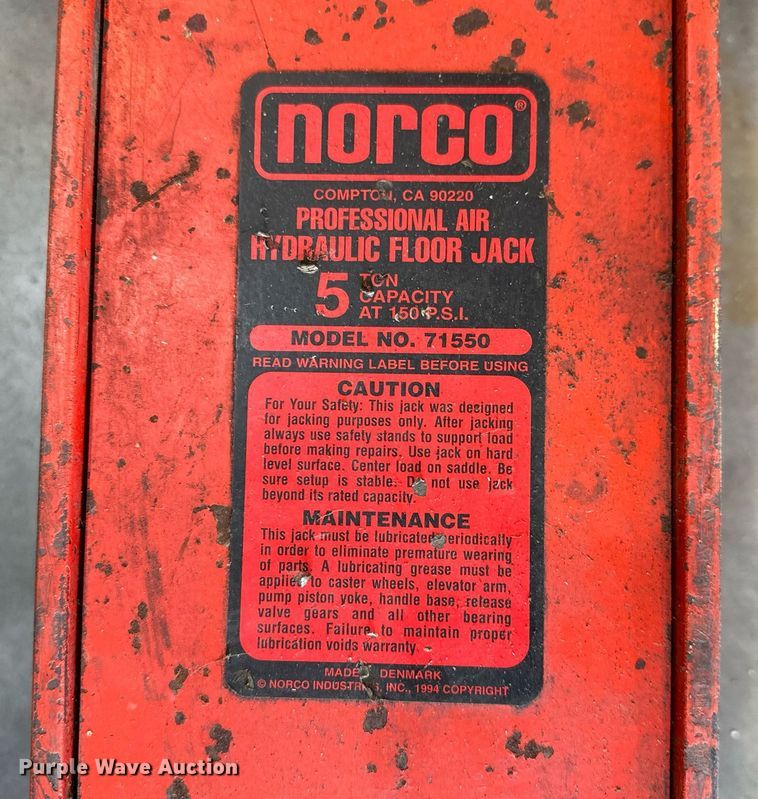 norco®
COMPTON, CA 90220
PROFESSIONAL AIR
HYDRAULIC FLOOR JACK
5 TON
CAPACITY
AT 150 P.S.I.
MODEL NO. 71550
READ WARNING LABEL BEFORE USING
CAUTION
For Your Safety: This jack was designed
for jacking purposes only. After jacking
always use safety stands to support load
before making repairs. Use jack on hard
level surface. Center load on saddle. Be
sure setup is stable. Do not use jack
beyond its rated capacity.
MAINTENANCE
This jack must be lubricated periodically
in order to eliminate premature wearing
of parts. A lubricating grease must be
applied to caster wheels, elevator arm,
pump piston yoke, handle base, release
valve gears and all other bearing
surfaces. Failure to maintain proper
lubrication voids warranty.
MADE DENMARK
© NORCO INDUSTRIES, INC., 1994 COPYRIGHT
Purple Wave Auction